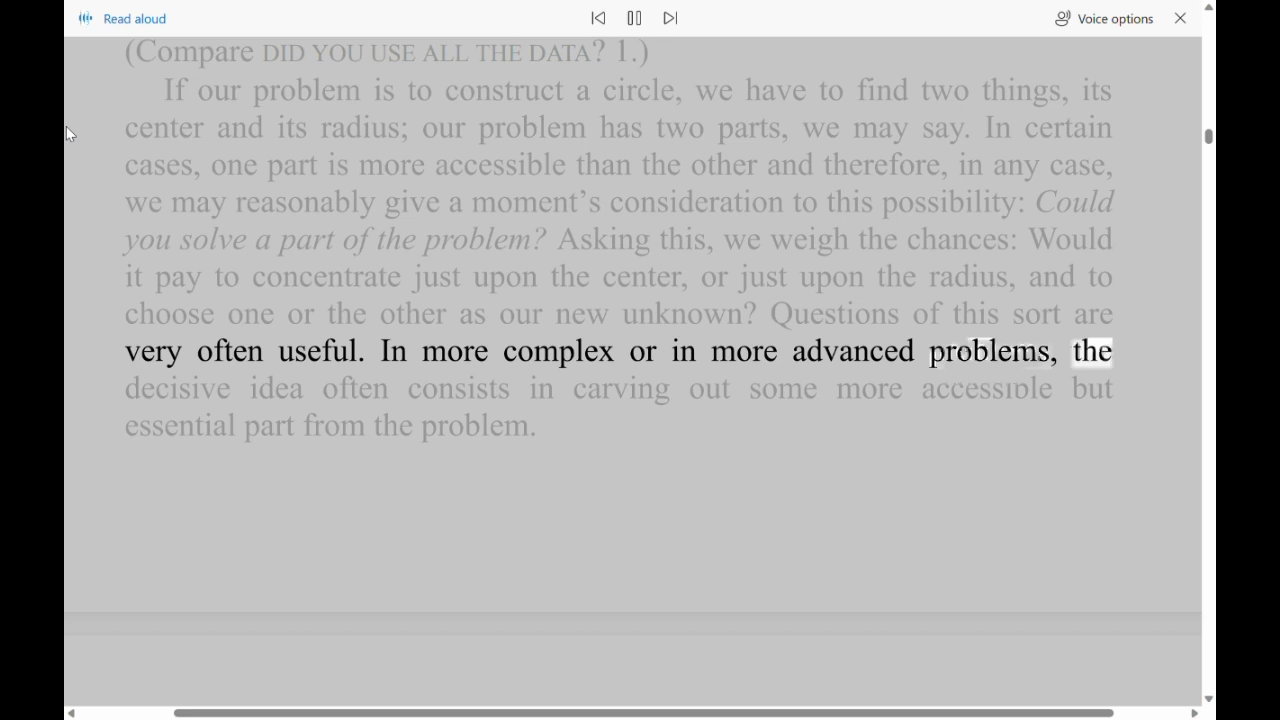 Read aloud
Voice options
(Compare DID YOU USE ALL THE DATA? 1.)
If our problem is to construct a circle, we have to find two things, its
center and its radius; our problem has two parts, we may say. In certain
cases, one part is more accessible than the other and therefore, in any case,
we may reasonably give a moment’s consideration to this possibility: Could
you solve a part of the problem? Asking this, we weigh the chances: Would
it pay to concentrate just upon the center, or just upon the radius, and to
choose one or the other as our new unknown? Questions of this sort are
very often useful. In more complex or in more advanced problems, the
decisive idea often consists in carving out some more accessible but
essential part from the problem.